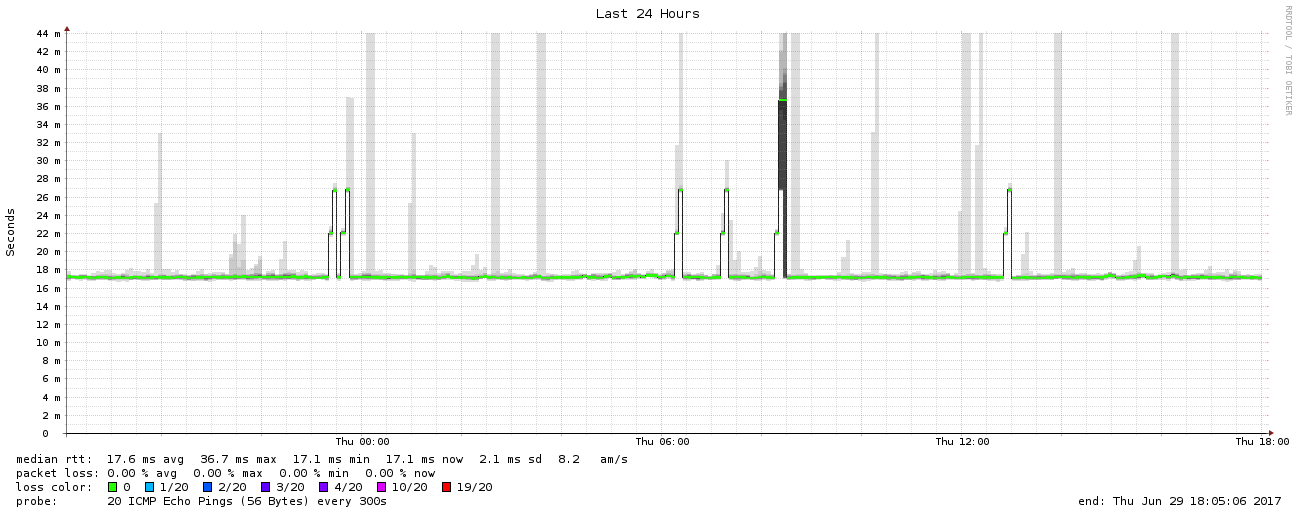 Last 24 Hours
RRDTOOL / TOBI OETIKER
Seconds
44 m
42 m
40 m
38 m
36 m
34 m
32 m
30 m
28 m
26 m
24 m
22 m
20 m
18 m
16 m
14 m
12 m
10 m
8 m
6 m
4 m
2 m
0
Thu 00:00 Thu 06:00 Thu 12:00 Thu 18:00
median rtt: 17.6 ms avg 36.7 ms max 17.1 ms min 17.1 ms now 2.1 ms sd 8.2 am/s
packet loss: 0.00 % avg 0.00 % max 0.00 % min 0.00 % now
loss color: 0 1/20 2/20 3/20 4/20 10/20 19/20
probe: 20 ICMP Echo Pings (56 Bytes) every 300s end: Thu Jun 29 18:05:06 2017